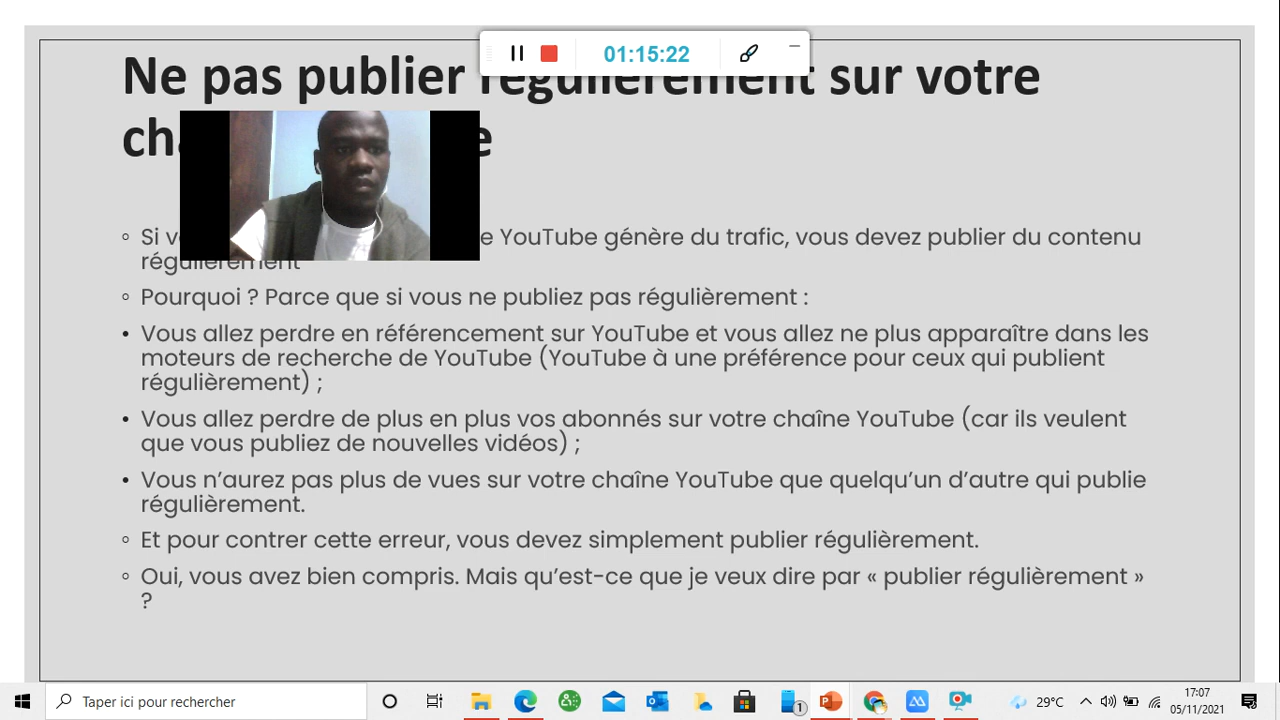 01:15:22
Ne pas publier régulièrement sur votre
e
Si v e YouTube génère du trafic, vous devez publier du contenu
régulièrement
Pourquoi ? Parce que si vous ne publiez pas régulièrement :
Vous allez perdre en référencement sur YouTube et vous allez ne plus apparaître dans les
moteurs de recherche de YouTube (YouTube à une préférence pour ceux qui publient
régulièrement) ;
Vous allez perdre de plus en plus vos abonnés sur votre chaîne YouTube (car ils veulent
que vous publiez de nouvelles vidéos) ;
Vous n’aurez pas plus de vues sur votre chaîne YouTube que quelqu’un d’autre qui publie
régulièrement.
Et pour contrer cette erreur, vous devez simplement publier régulièrement.
Oui, vous avez bien compris. Mais qu’est-ce que je veux dire par « publier régulièrement »
?
Taper ici pour rechercher
1
29°C
17:07
05/11/2021